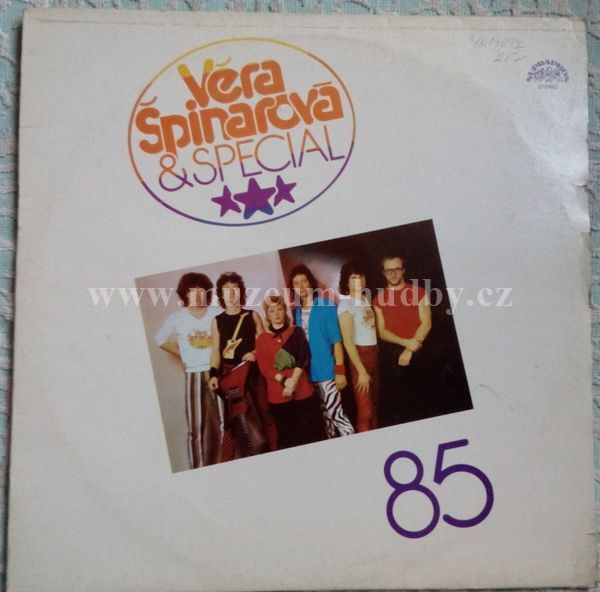 Věra
Špinarová
& SPECIAL
SUPRAPHON
STEREO
www.muzeum-hudby.cz
85